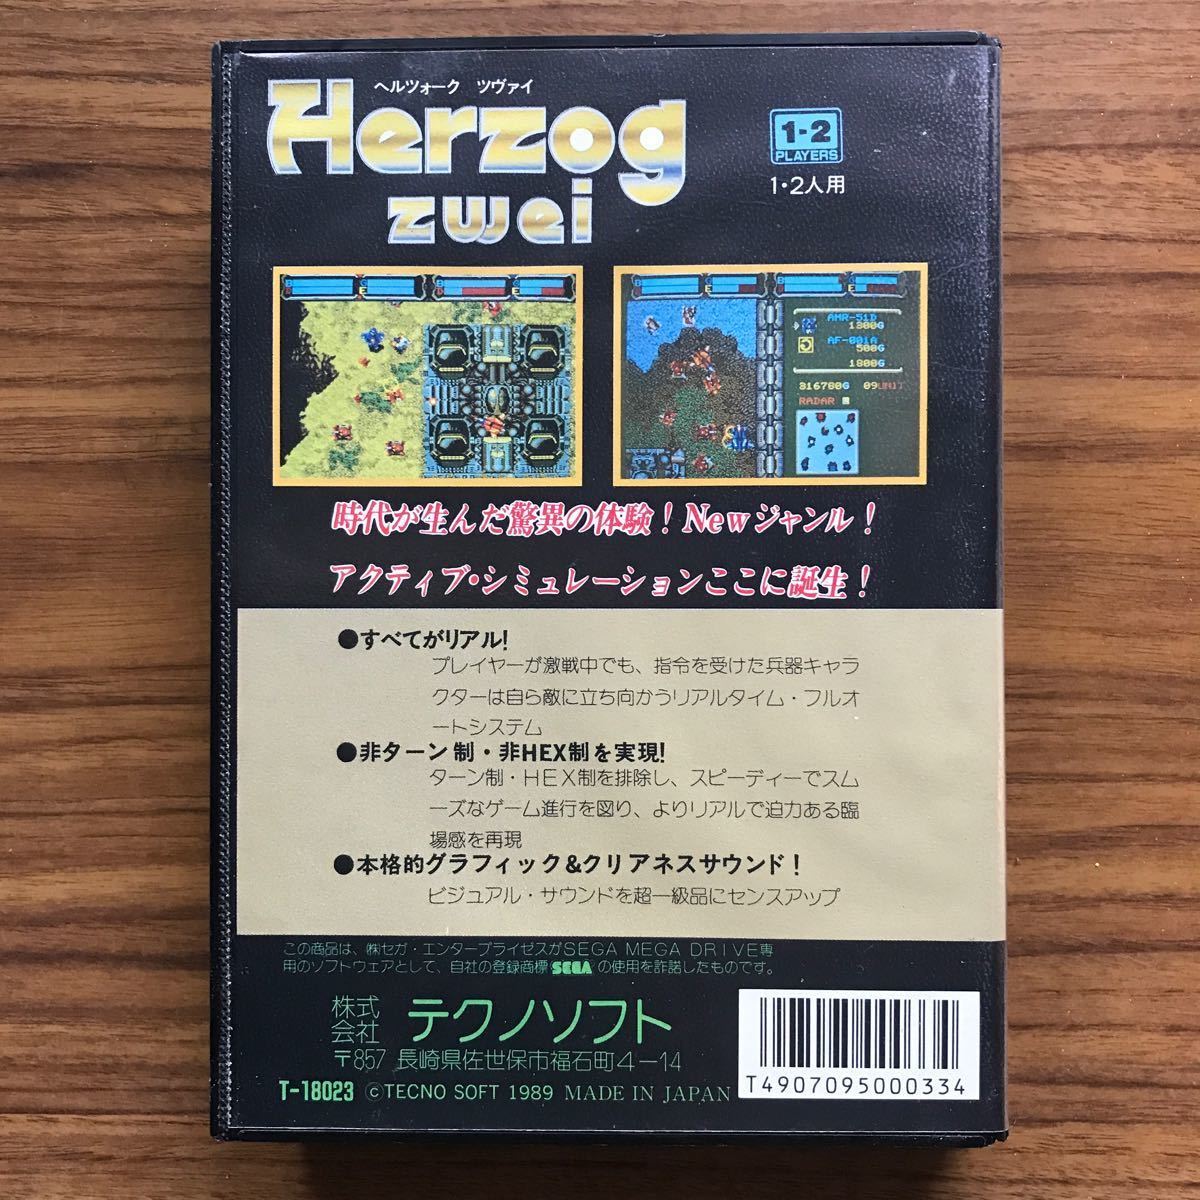 ヘルツォーク ツヴァイ
Herzog
zwei
1-2
PLAYERS
1・2人用
AMR-51D
1300G
AF-001A
500G
1800G
316780G 09UNIT
RADAR
時代が生んだ驚異の体験！Newジャンル！
アクティブ・シミュレーションここに誕生！
●すべてがリアル!
プレイヤーが激戦中でも、指令を受けた兵器キャラ
クターは自ら敵に立ち向かうリアルタイム・フルオ
ートシステム
●非ターン制・非HEX制を実現!
ターン制・HEX制を排除し、スピーディーでスム
ーズなゲーム進行を図り、よりリアルで迫力ある臨
場感を再現
●本格的グラフィック&クリアネスサウンド！
ビジュアル・サウンドを超一級品にセンスアップ
この商品は、㈱セガ・エンタープライゼスがSEGA MEGA DRIVE専
用のソフトウェアとして、自社の登録商標SEGAの使用を許諾したものです。
株式会社 テクノソフト
〒857 長崎県佐世保市福石町4-14
T-18023 ©TECNO SOFT 1989 MADE IN JAPAN
T4907095000334